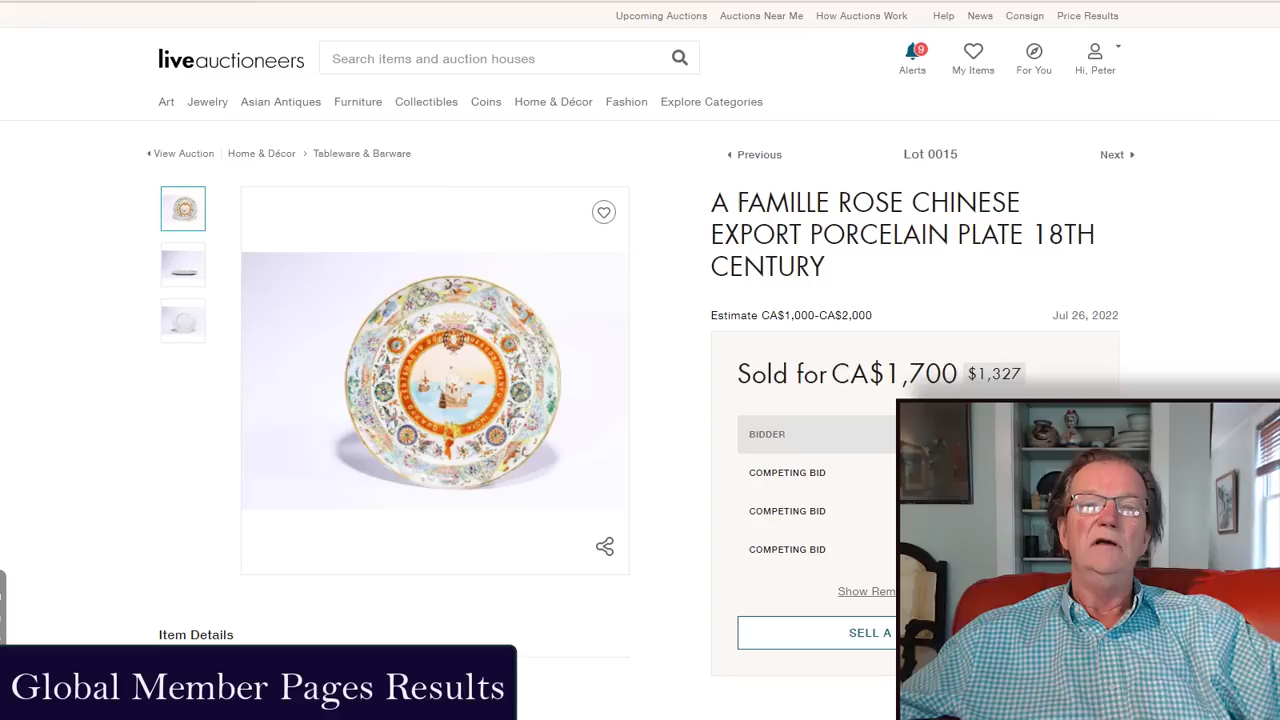 Upcoming Auctions Auctions Near Me How Auctions Work Help News Consign Price Results
liveauctioneers
Search items and auction houses
9
Alerts My Items For You Hi, Peter
Art Jewelry Asian Antiques Furniture Collectibles Coins Home & Décor Fashion Explore Categories
View Auction Home & Décor › Tableware & Barware
Previous Lot 0015 Next
A FAMILLE ROSE CHINESE
EXPORT PORCELAIN PLATE 18TH
CENTURY
Estimate CA$1,000-CA$2,000 Jul 26, 2022
Sold for CA$1,700 $1,327
BIDDER
COMPETING BID
COMPETING BID
COMPETING BID
Show Rem
SELL A
Item Details
Global Member Pages Results